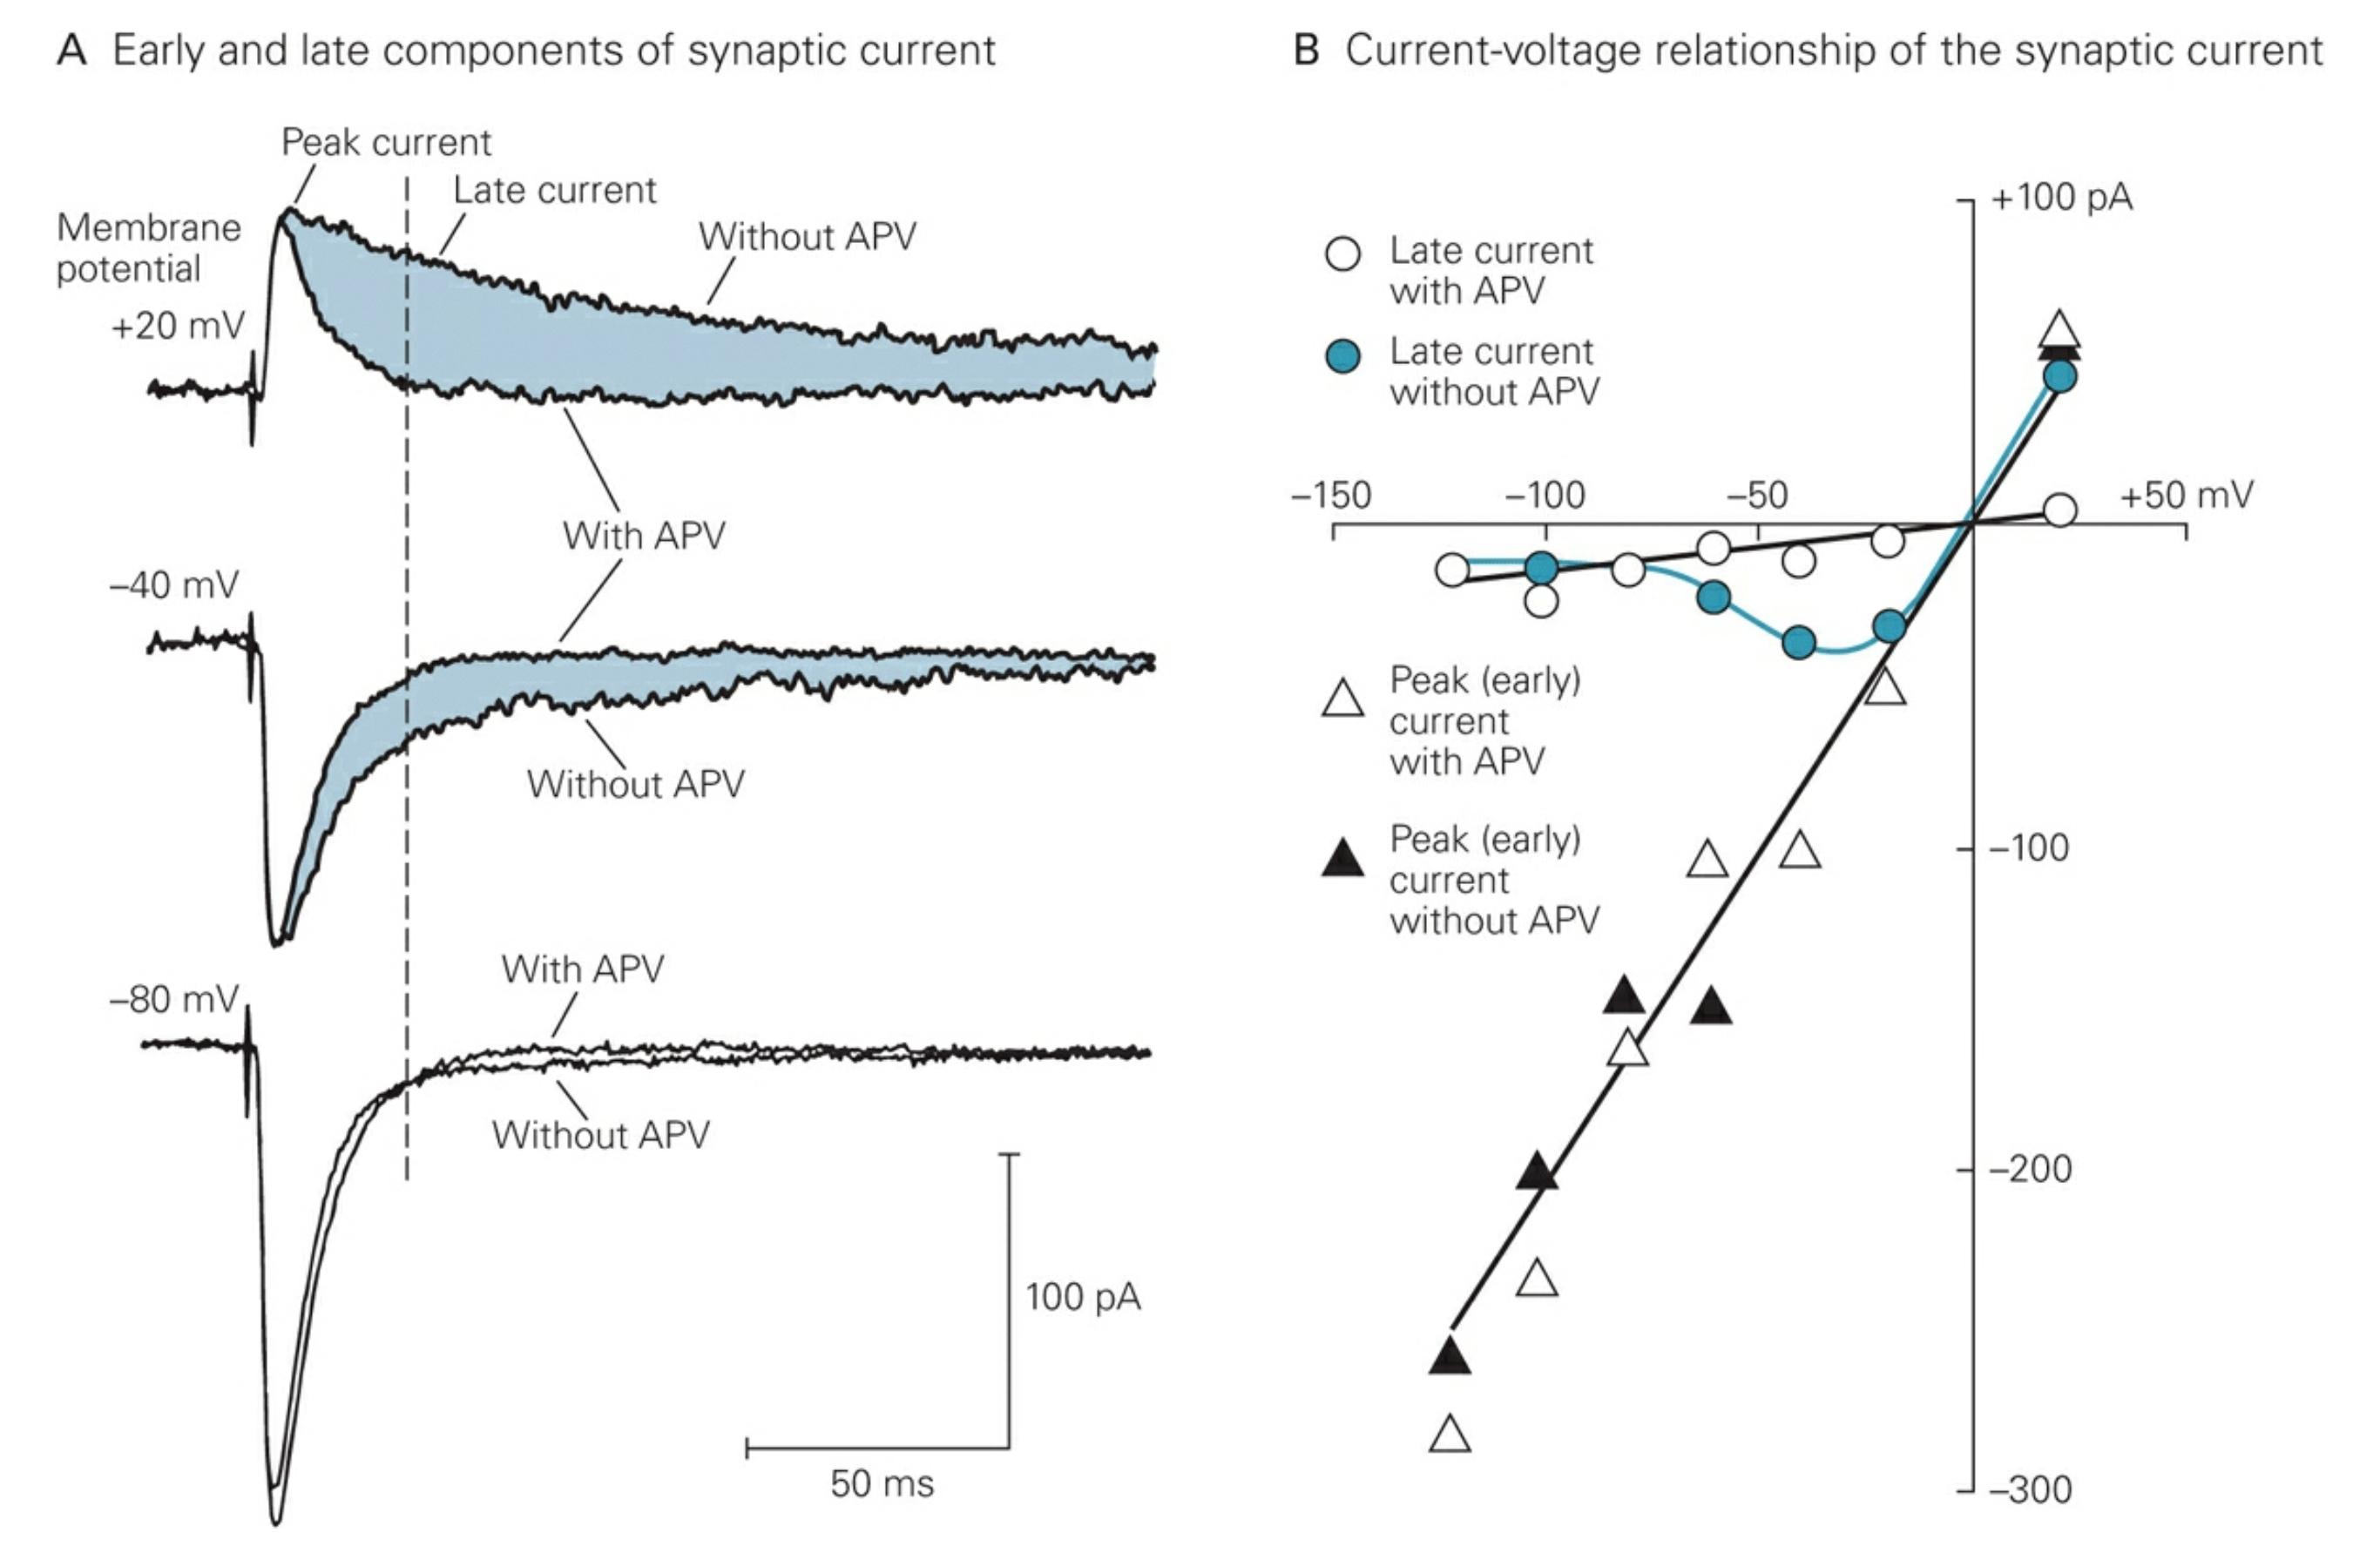 A Early and late components of synaptic current
Peak current
Late current
Without APV
Membrane
potential
+20 mV
With APV
–40 mV
Without APV
With APV
–80 mV
Without APV
100 pA
50 ms
B Current-voltage relationship of the synaptic current
+100 pA
Late current
with APV
Late current
without APV
–150
–100
–50
+50 mV
Peak (early)
current
with APV
Peak (early)
current
without APV
–100
–200
–300